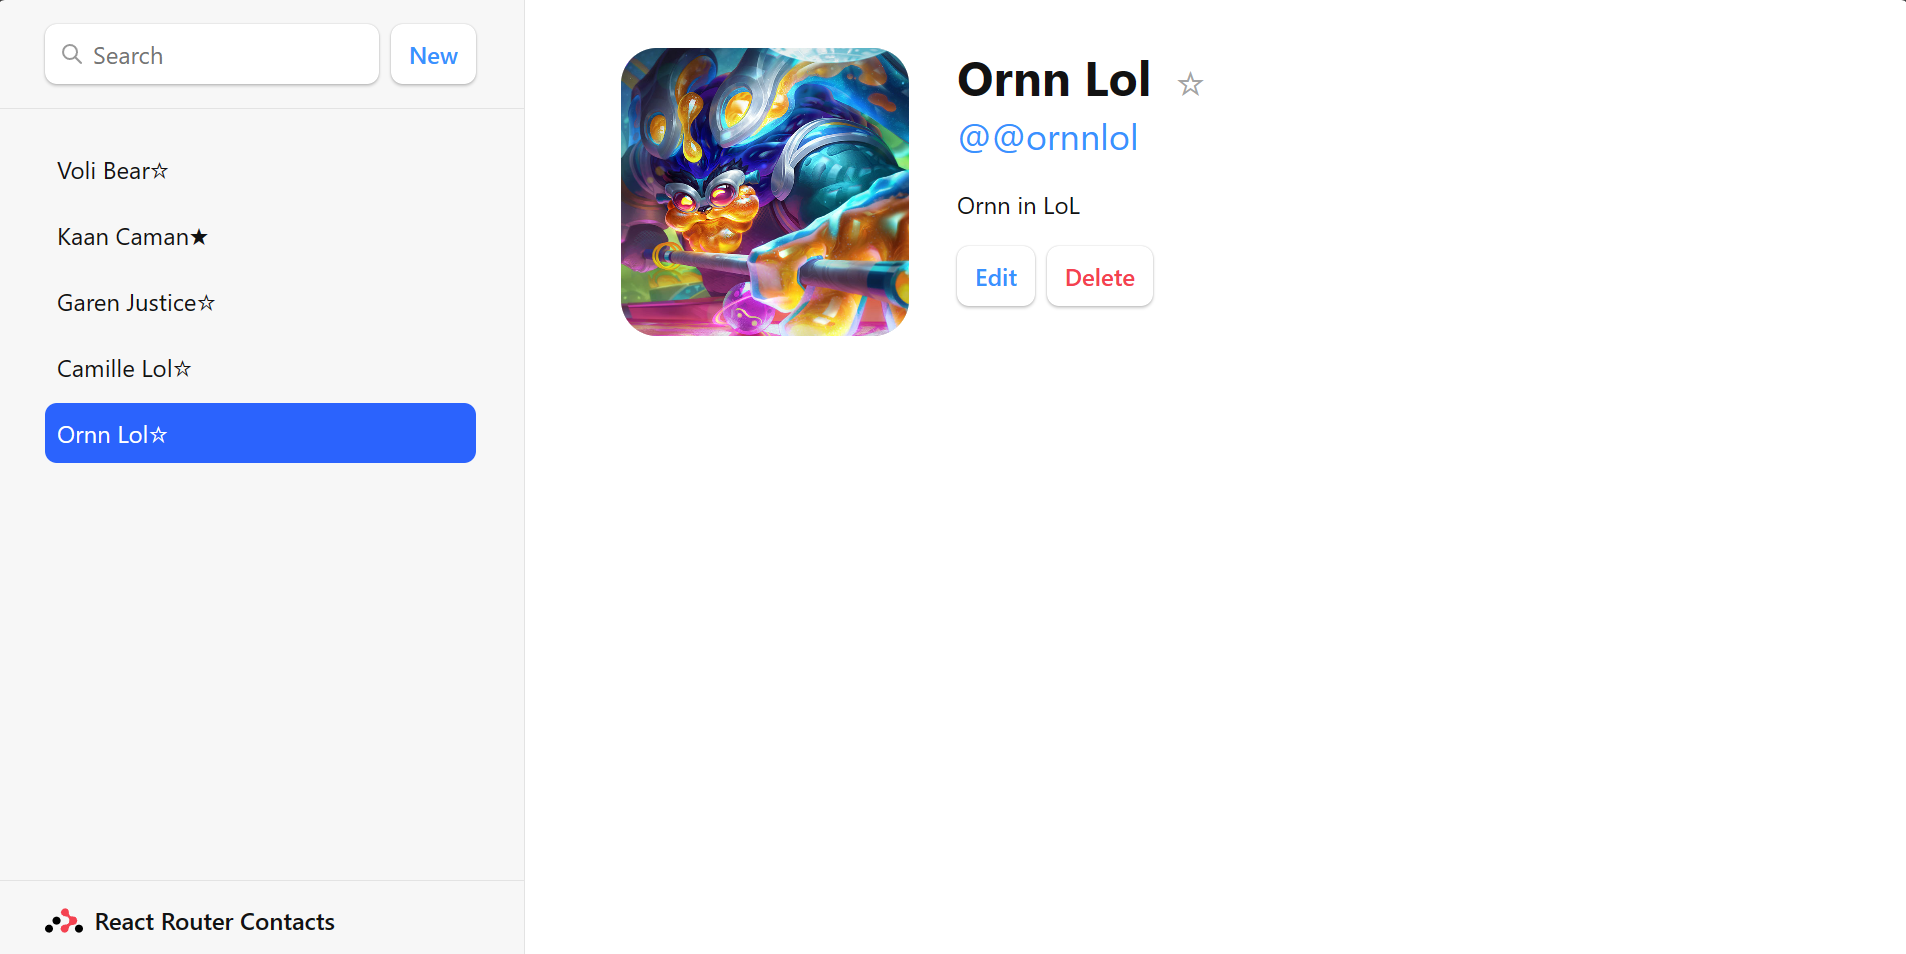 Search
New
Voli Bear☆
Kaan Caman★
Garen Justice☆
Camille Lol☆
Ornn Lol☆
React Router Contacts
Ornn Lol ☆
@@ornnlol
Ornn in LoL
Edit
Delete